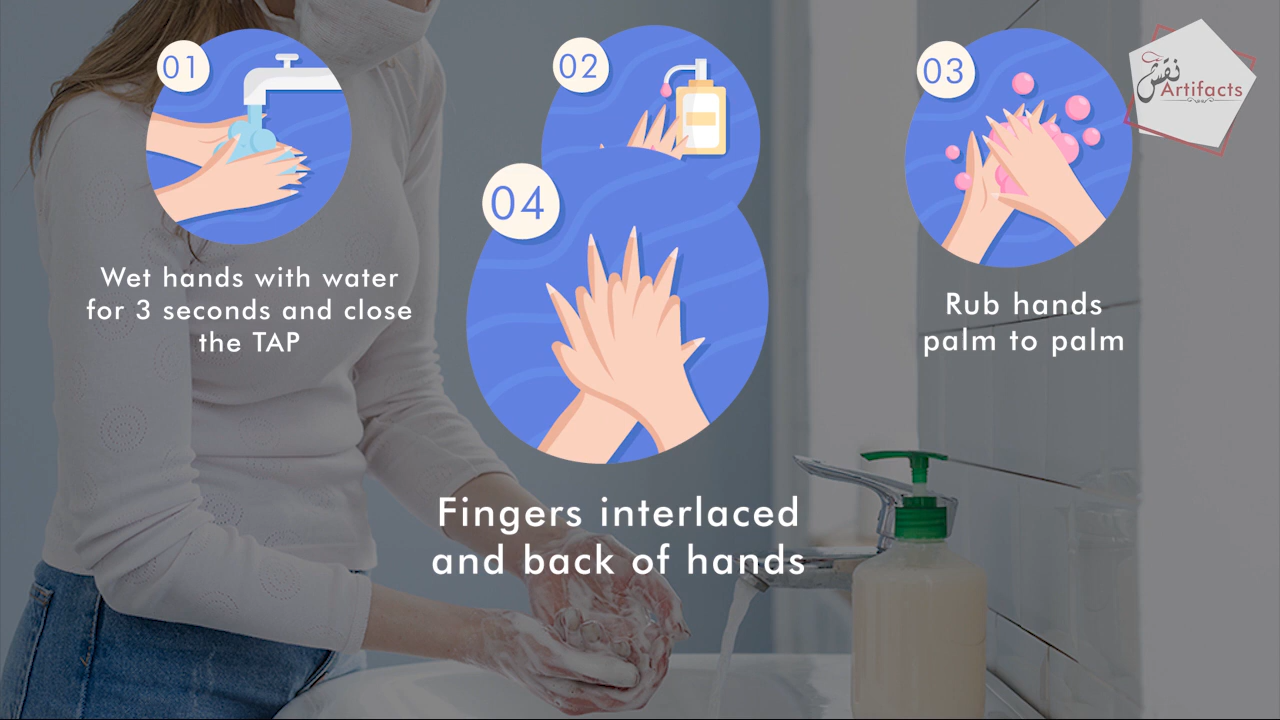 01
Wet hands with water
for 3 seconds and close
the TAP
02
03
Rub hands
palm to palm
04
Fingers interlaced
and back of hands
نقش
Artifacts